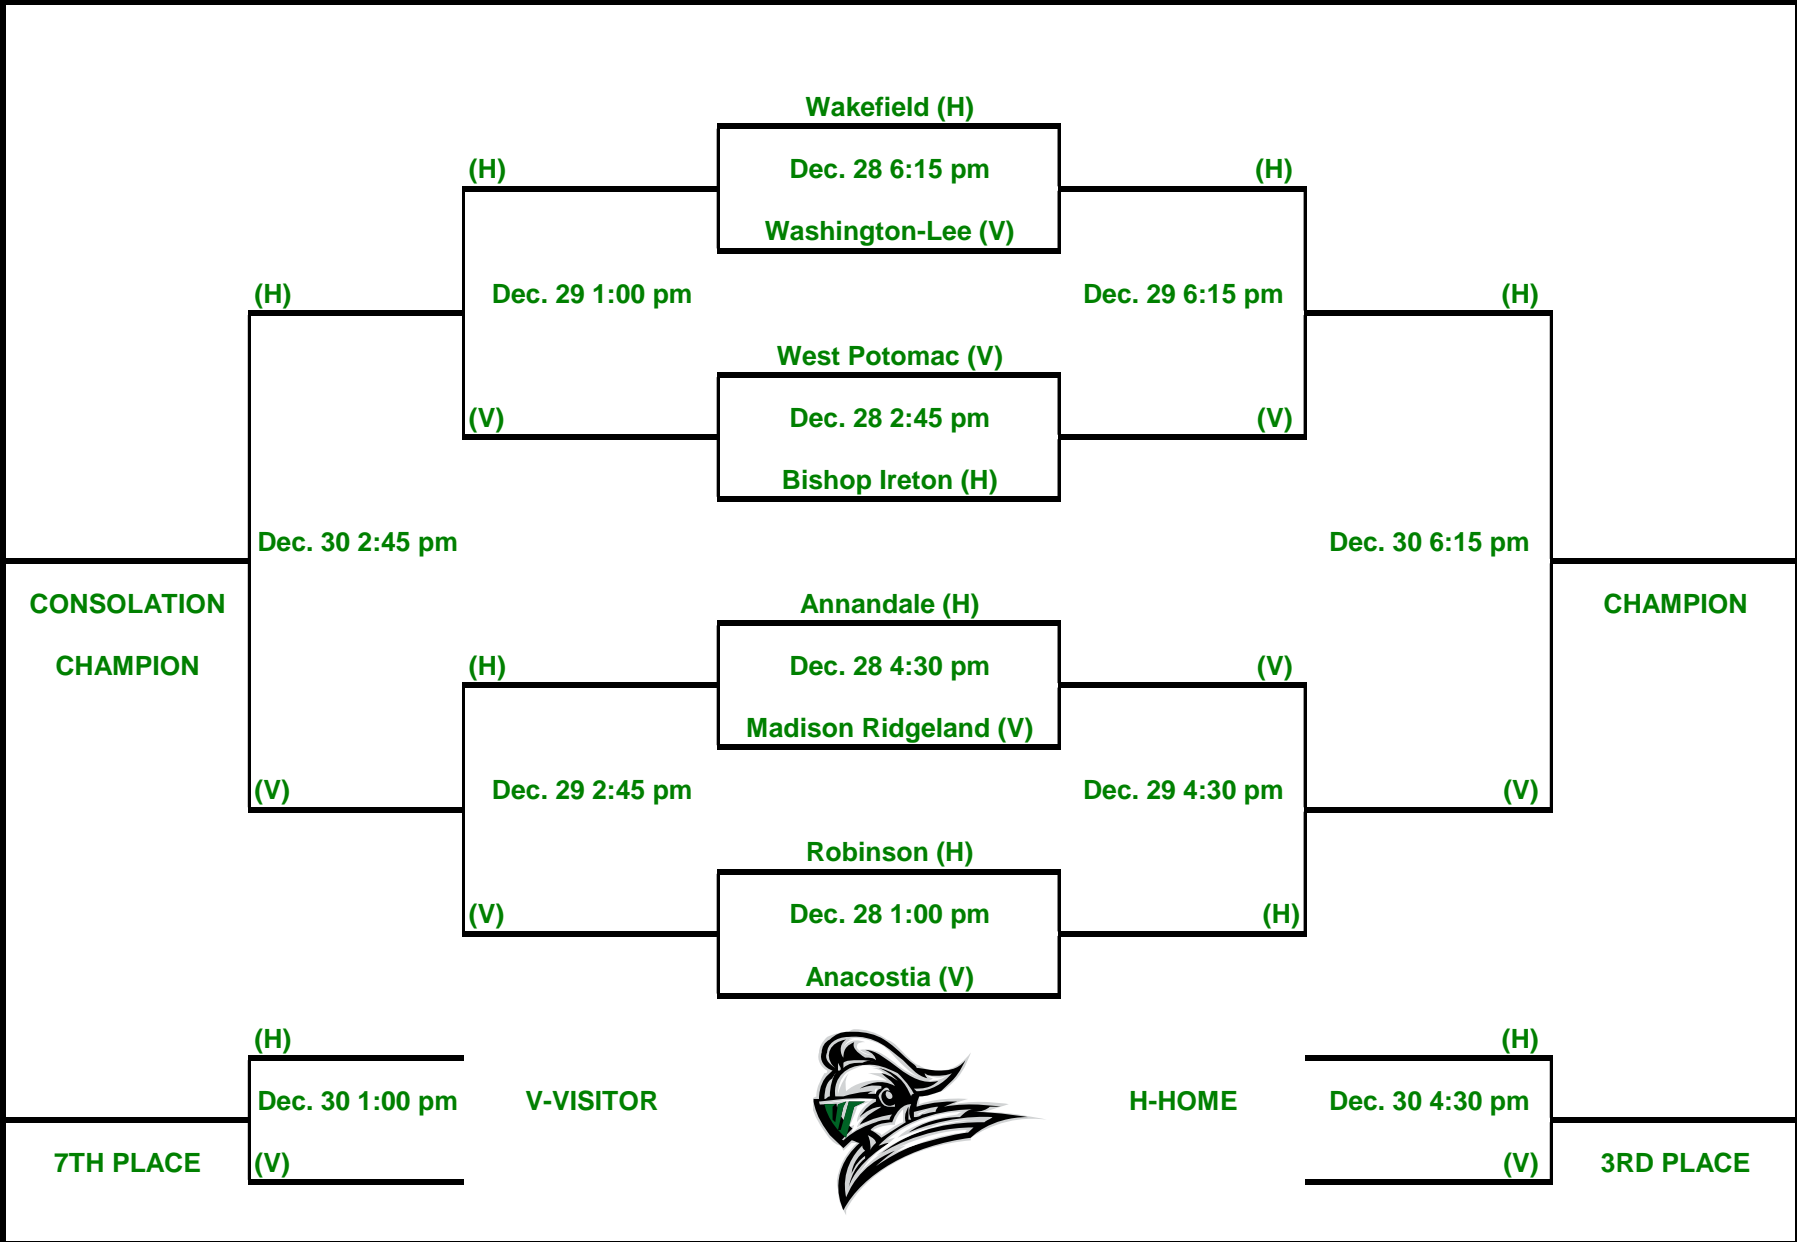 Wakefield (H)
(H)
Dec. 28 6:15 pm
(H)
Washington-Lee (V)
(H)
Dec. 29 1:00 pm
Dec. 29 6:15 pm
(H)
West Potomac (V)
(V)
Dec. 28 2:45 pm
(V)
Bishop Ireton (H)
Dec. 30 2:45 pm
Dec. 30 6:15 pm
CONSOLATION
Annandale (H)
CHAMPION
CHAMPION
(H)
Dec. 28 4:30 pm
(V)
Madison Ridgeland (V)
(V)
Dec. 29 2:45 pm
Dec. 29 4:30 pm
(V)
Robinson (H)
(V)
Dec. 28 1:00 pm
(H)
Anacostia (V)
(H)
(H)
Dec. 30 1:00 pm
V-VISITOR
H-HOME
Dec. 30 4:30 pm
7TH PLACE
(V)
(V)
3RD PLACE